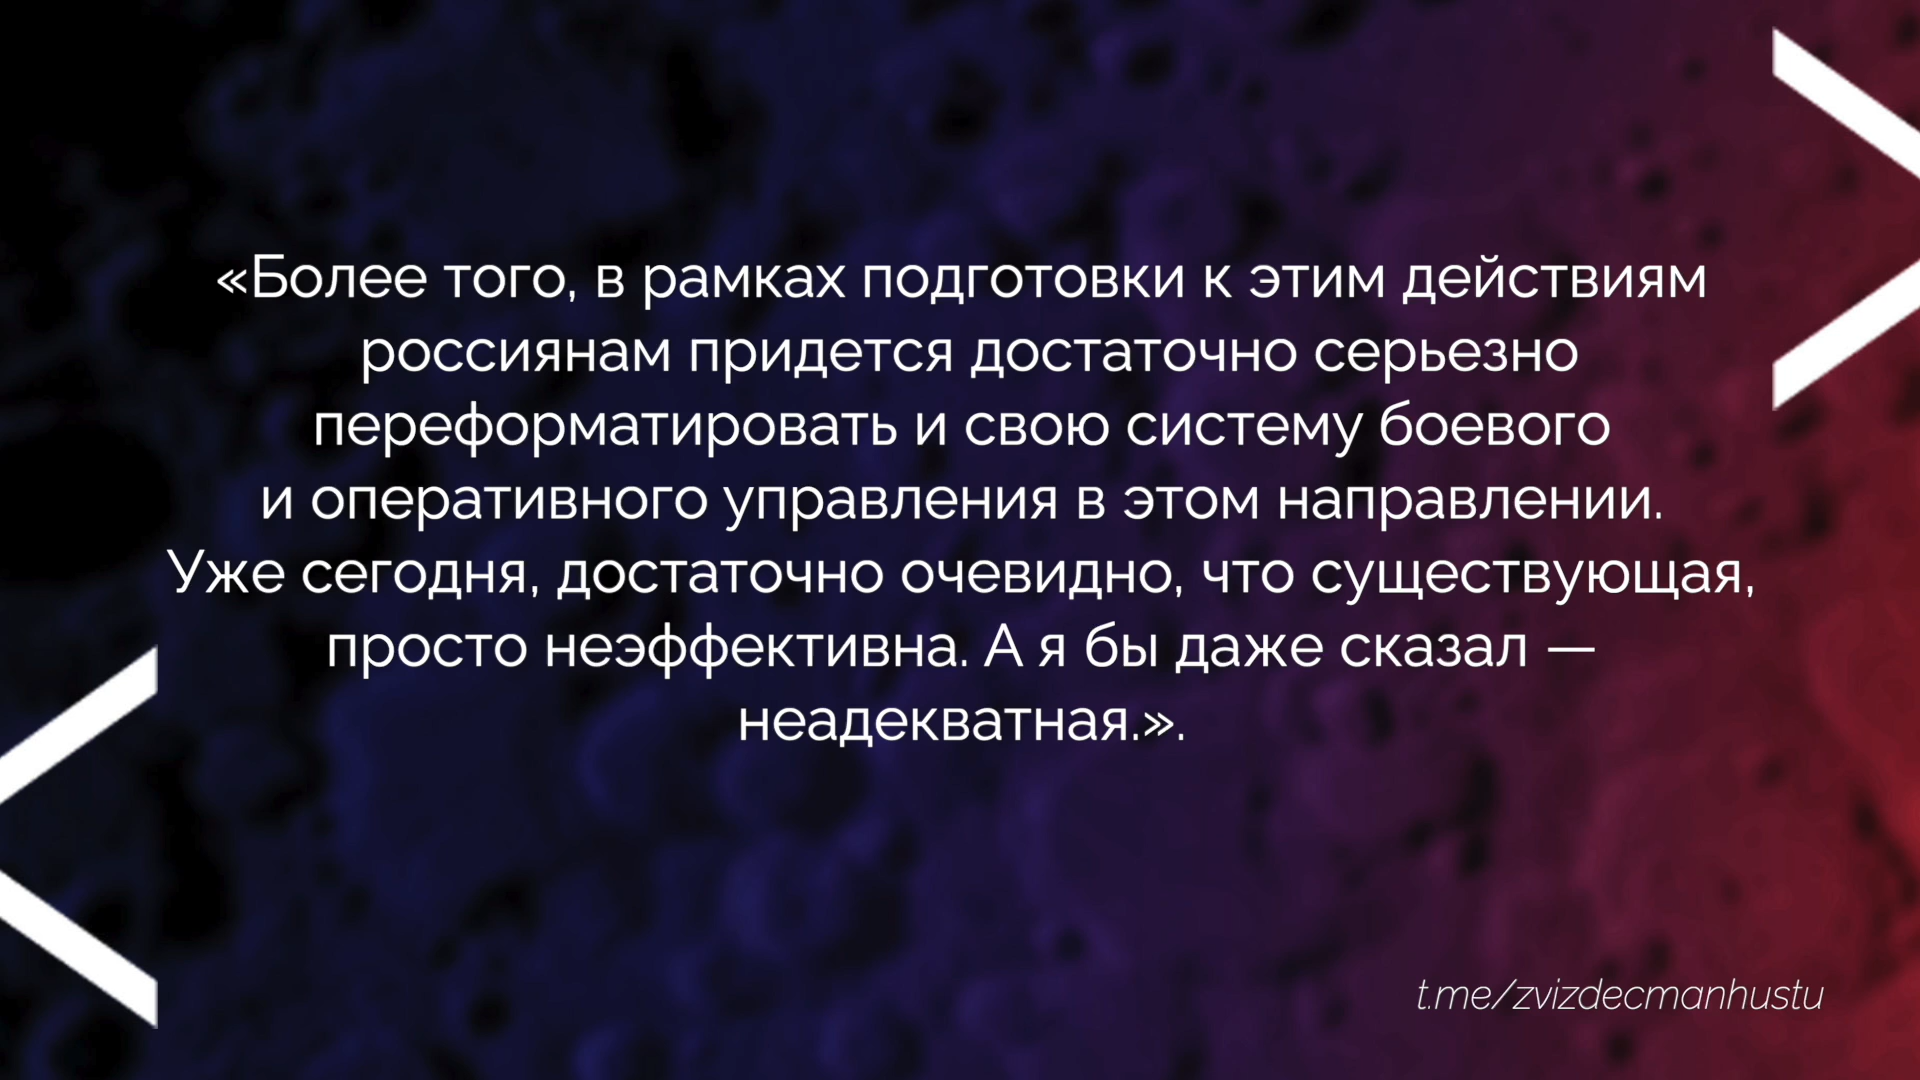 «Более того, в рамках подготовки к этим действиям
россиянам придется достаточно серьезно
переформатировать и свою систему боевого
и оперативного управления в этом направлении.
Уже сегодня, достаточно очевидно, что существующая,
просто неэффективна. А я бы даже сказал —
неадекватная.».
t.me/zvizdecmanhustu